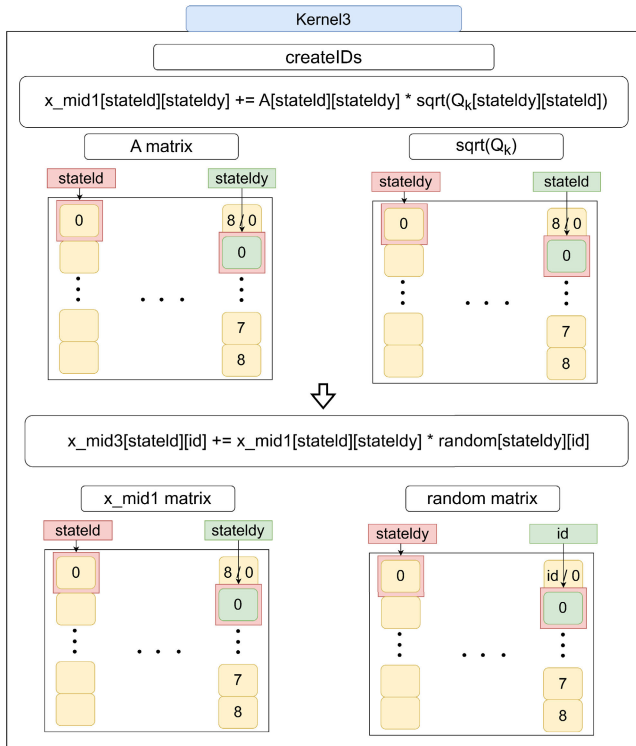 Kernel3
createIDs
x_mid1[stateId][stateIdy] += A[stateId][stateIdy] * sqrt(Qk[stateIdy][stateId])
A matrix
sqrt(Qk)
stateId
stateIdy
stateIdy
stateId
0
8 / 0
0
8 / 0
0
0
. . .
. . .
7
7
8
8
x_mid3[stateId][id] += x_mid1[stateId][stateIdy] * random[stateIdy][id]
x_mid1 matrix
random matrix
stateId
stateIdy
stateIdy
id
0
8 / 0
0
id / 0
0
0
. . .
. . .
7
7
8
8